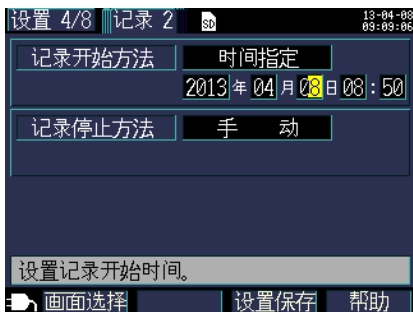 设置 4/8 记录 2 SD 13-04-08
09:09:06
记录开始方法 时间指定
2013 年 04 月 08 日 08 : 50
记录停止方法 手 动
设置记录开始时间。
画面选择 设置保存 帮助